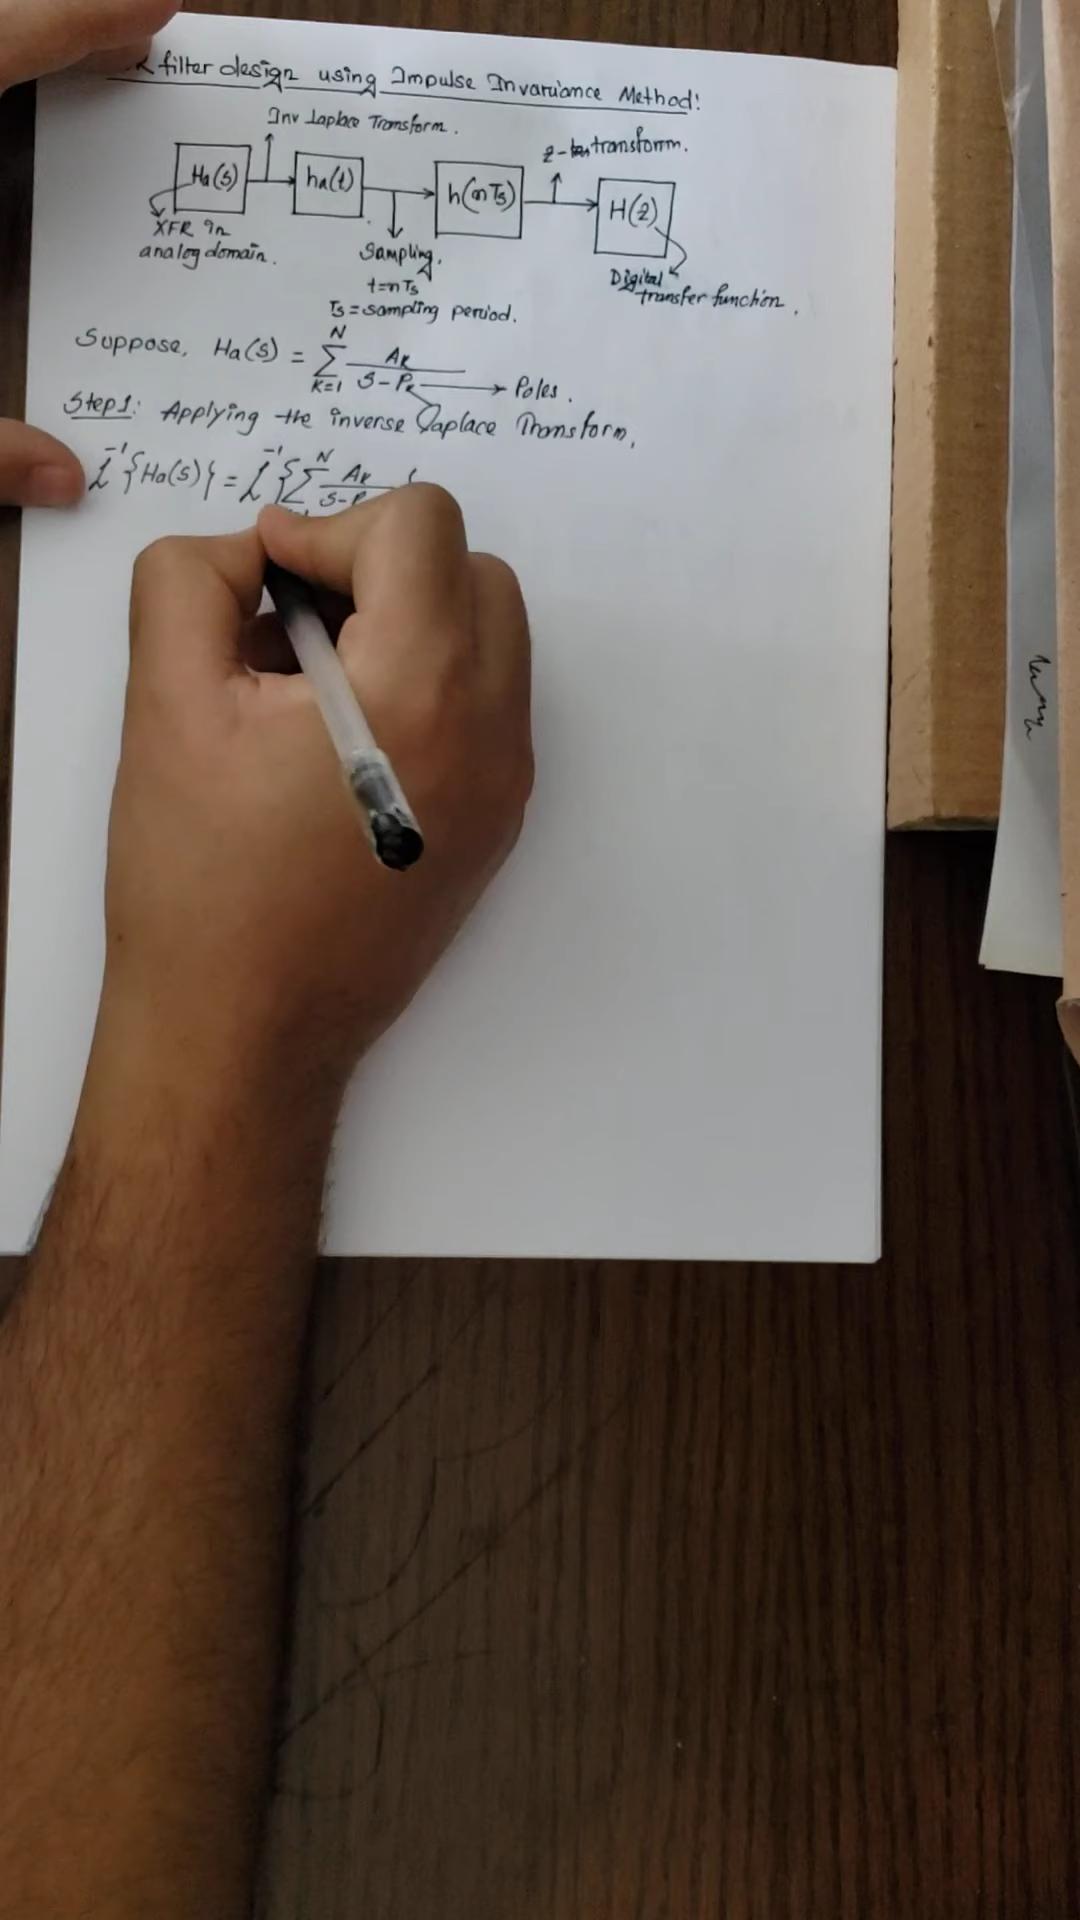 filter design using Impulse Invariance Method:
Inv Laplace Transform.
z-transform.
Ha(s) ha(t) h(nTs) H(z)
XFR in
analog domain.
Sampling,
t=nTs
Ts = sampling period.
Digital
transfer function.
Suppose, Ha(s) = N∑K=1 AK / S-PK → Poles.
Step1: Applying the inverse Laplace Transform,
L⁻¹{Ha(s)} = L⁻¹{N∑ AK / S-P